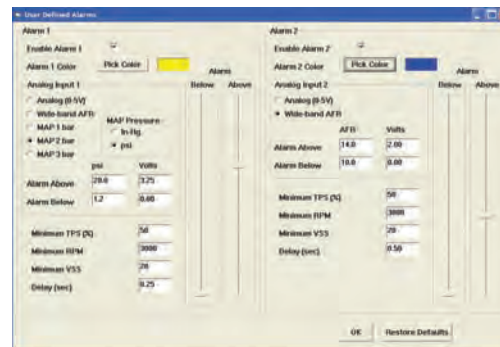 User Defined Alarms
Alarm 1
Enable Alarm 1
Alarm 1 Color
Pick Color
Alarm
Analog Input 1
Below
Above
Analog (0-5V)
Wide-band AFR
MAP 1 bar
MAP 2 bar
MAP 3 bar
MAP Pressure
In-Hg.
psi
psi
Volts
Alarm Above
20.0
3.25
Alarm Below
1.2
0.00
Minimum TPS (%)
50
Minimum RPM
3000
Minimum VSS
20
Delay (sec)
0.25
Alarm 2
Enable Alarm 2
Alarm 2 Color
Pick Color
Alarm
Analog Input 2
Below
Above
Analog (0-5V)
Wide-band AFR
AFR
Volts
Alarm Above
14.0
2.00
Alarm Below
10.0
0.00
Minimum TPS (%)
50
Minimum RPM
3000
Minimum VSS
20
Delay (sec)
0.50
OK
Restore Defaults